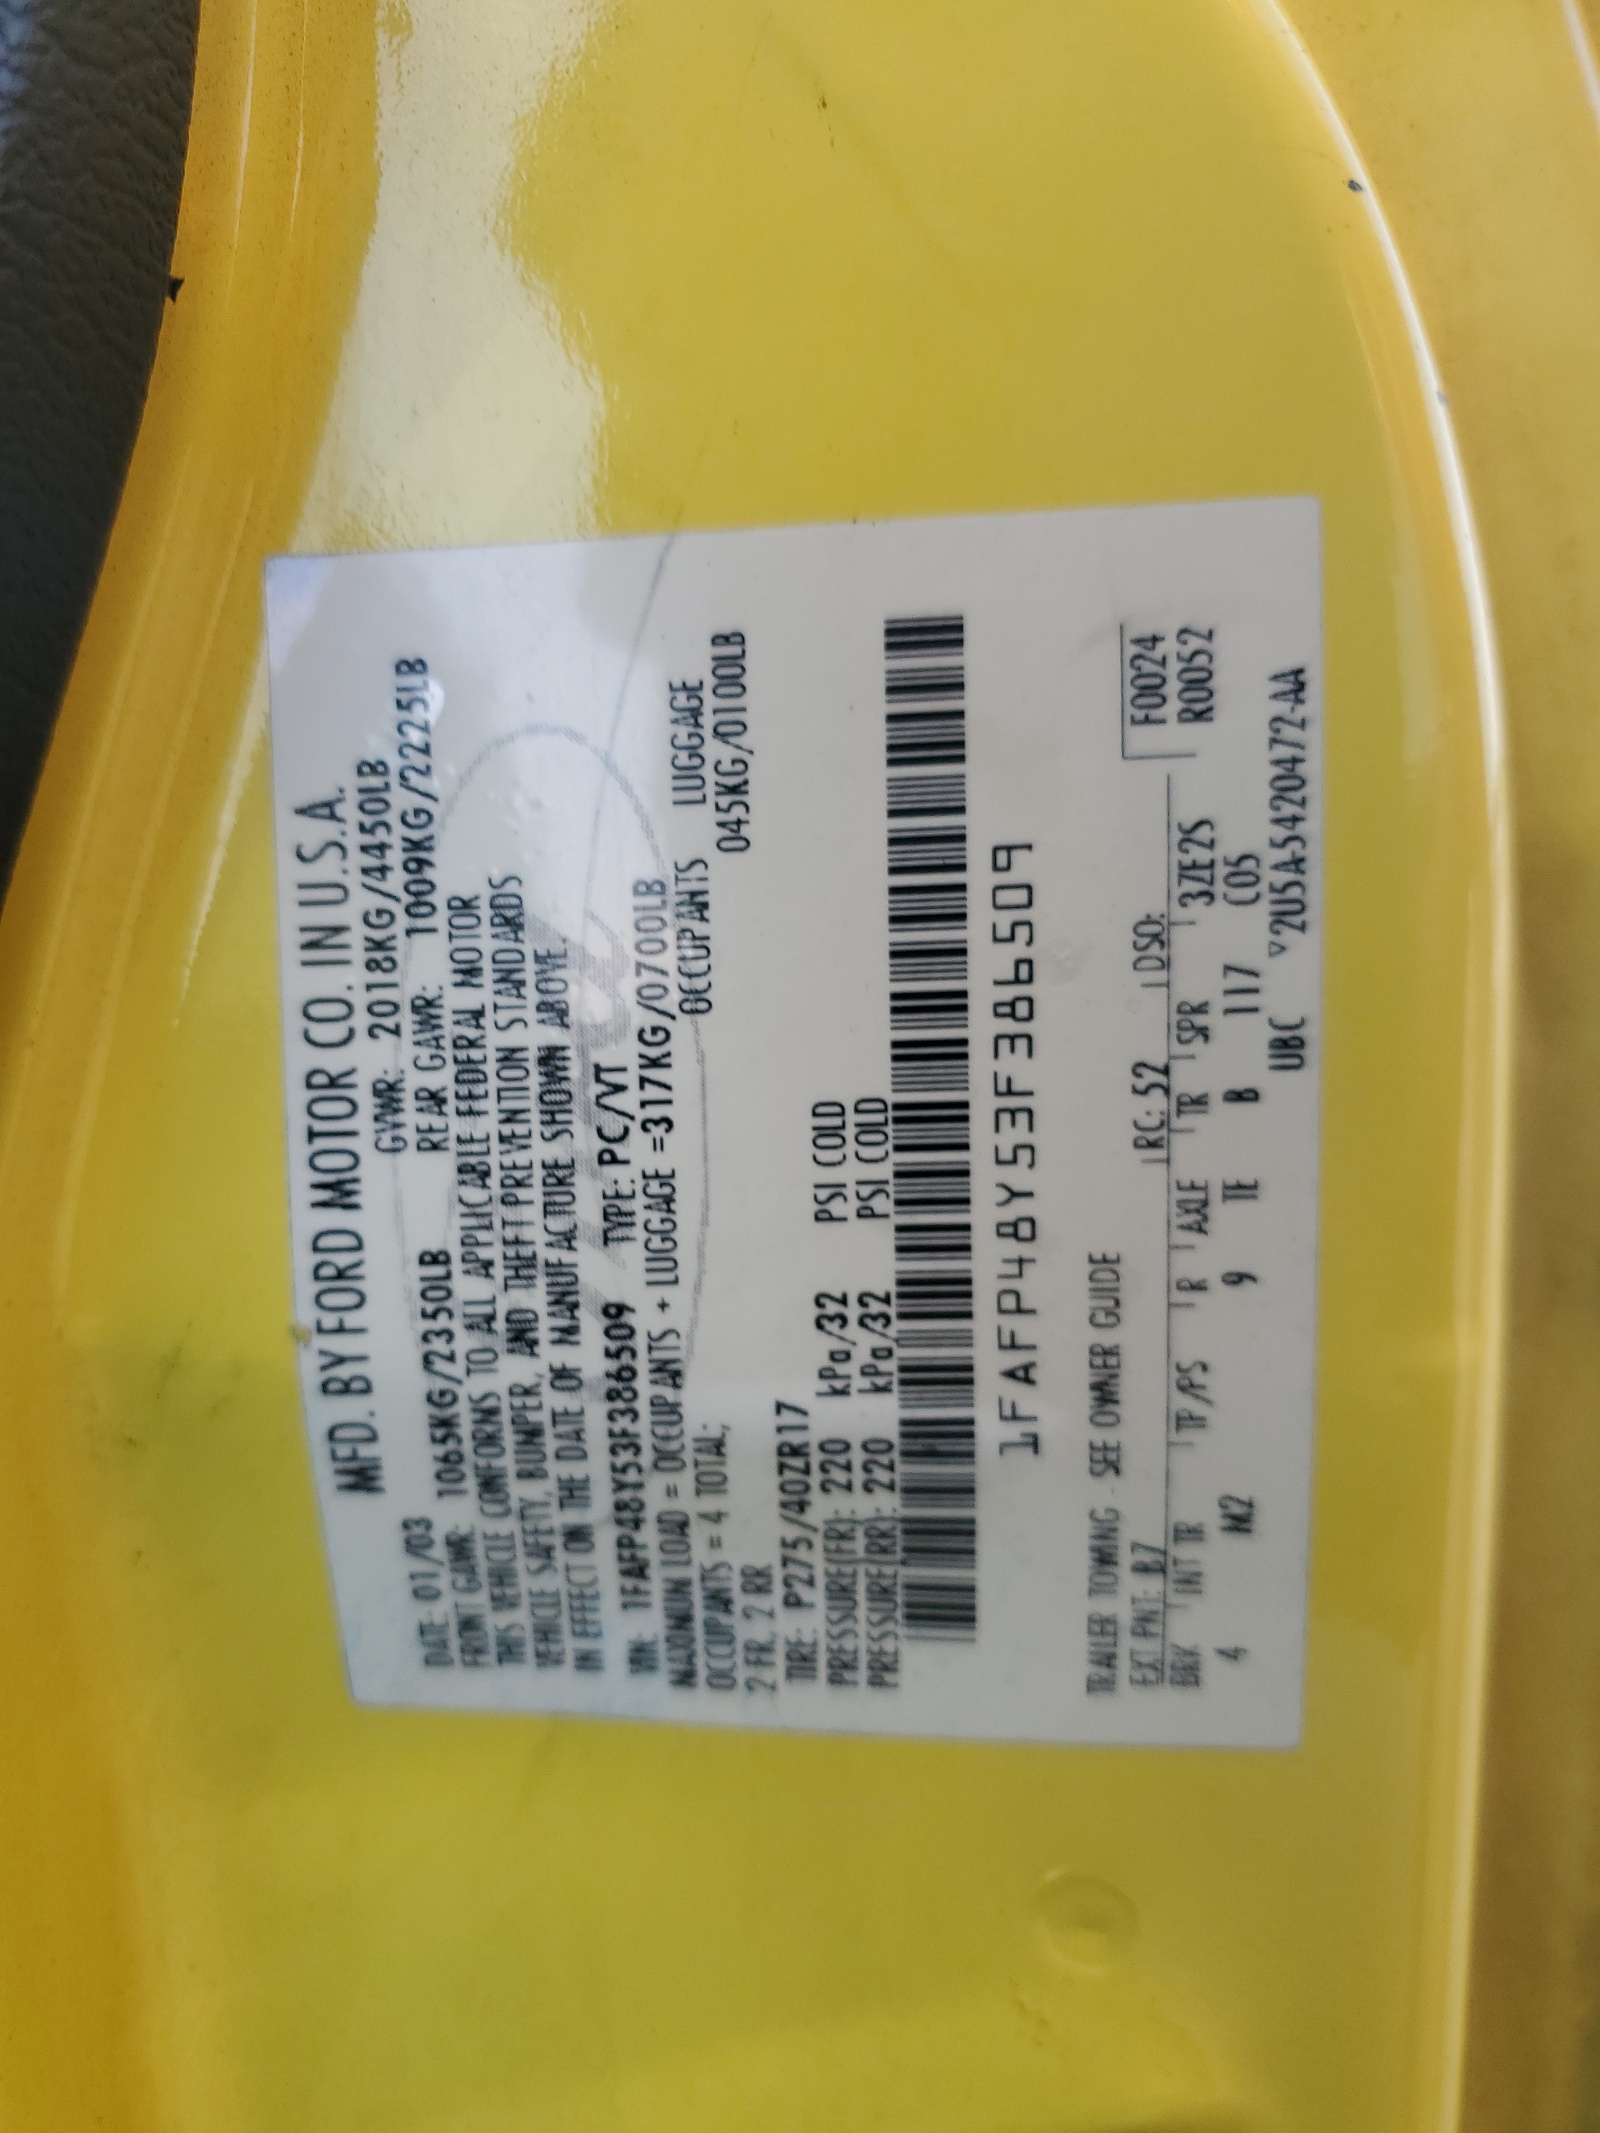 MFD. BY FORD MOTOR CO. IN U.S.A.
DATE: 01/03 GVWR: 2018KG/4450LB
FRONT GAWR: 1065KG/2350LB REAR GAWR: 1009KG/2225LB
THIS VEHICLE CONFORMS TO ALL APPLICABLE FEDERAL MOTOR
VEHICLE SAFETY, BUMPER, AND THEFT PREVENTION STANDARDS
IN EFFECT ON THE DATE OF MANUFACTURE SHOWN ABOVE.
VIN: 1FAFP48Y53F386509 TYPE: PC/VT
MAXIMUM LOAD = OCCUPANTS + LUGGAGE =317KG/0700LB
OCCUPANTS = 4 TOTAL; OCCUPANTS LUGGAGE
2 FR, 2 RR 045KG/0100LB
TIRE: P275/40ZR17
PRESSURE(FR): 220 kPa/32 PSI COLD
PRESSURE(RR): 220 kPa/32 PSI COLD
1FAFP48Y53F386509
TRAILER TOWING - SEE OWNER GUIDE
EXT PNT: B7 RC: 52 DSO: F0024
BRK INT TR TP/PS R AXLE TR SPR 3ZE2S R0052
4 M2 9 TE B 117 C05
UBC ▽2U5A-5420472-AA